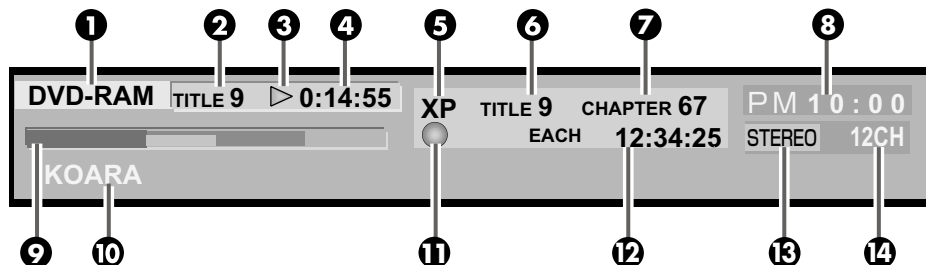 1 2 3 4 5 6 7 8
DVD-RAM TITLE 9 ▷ 0:14:55 XP TITLE 9 CHAPTER 67 PM 10:00
EACH 12:34:25 STEREO 12CH
KOARA
9 10 11 12 13 14